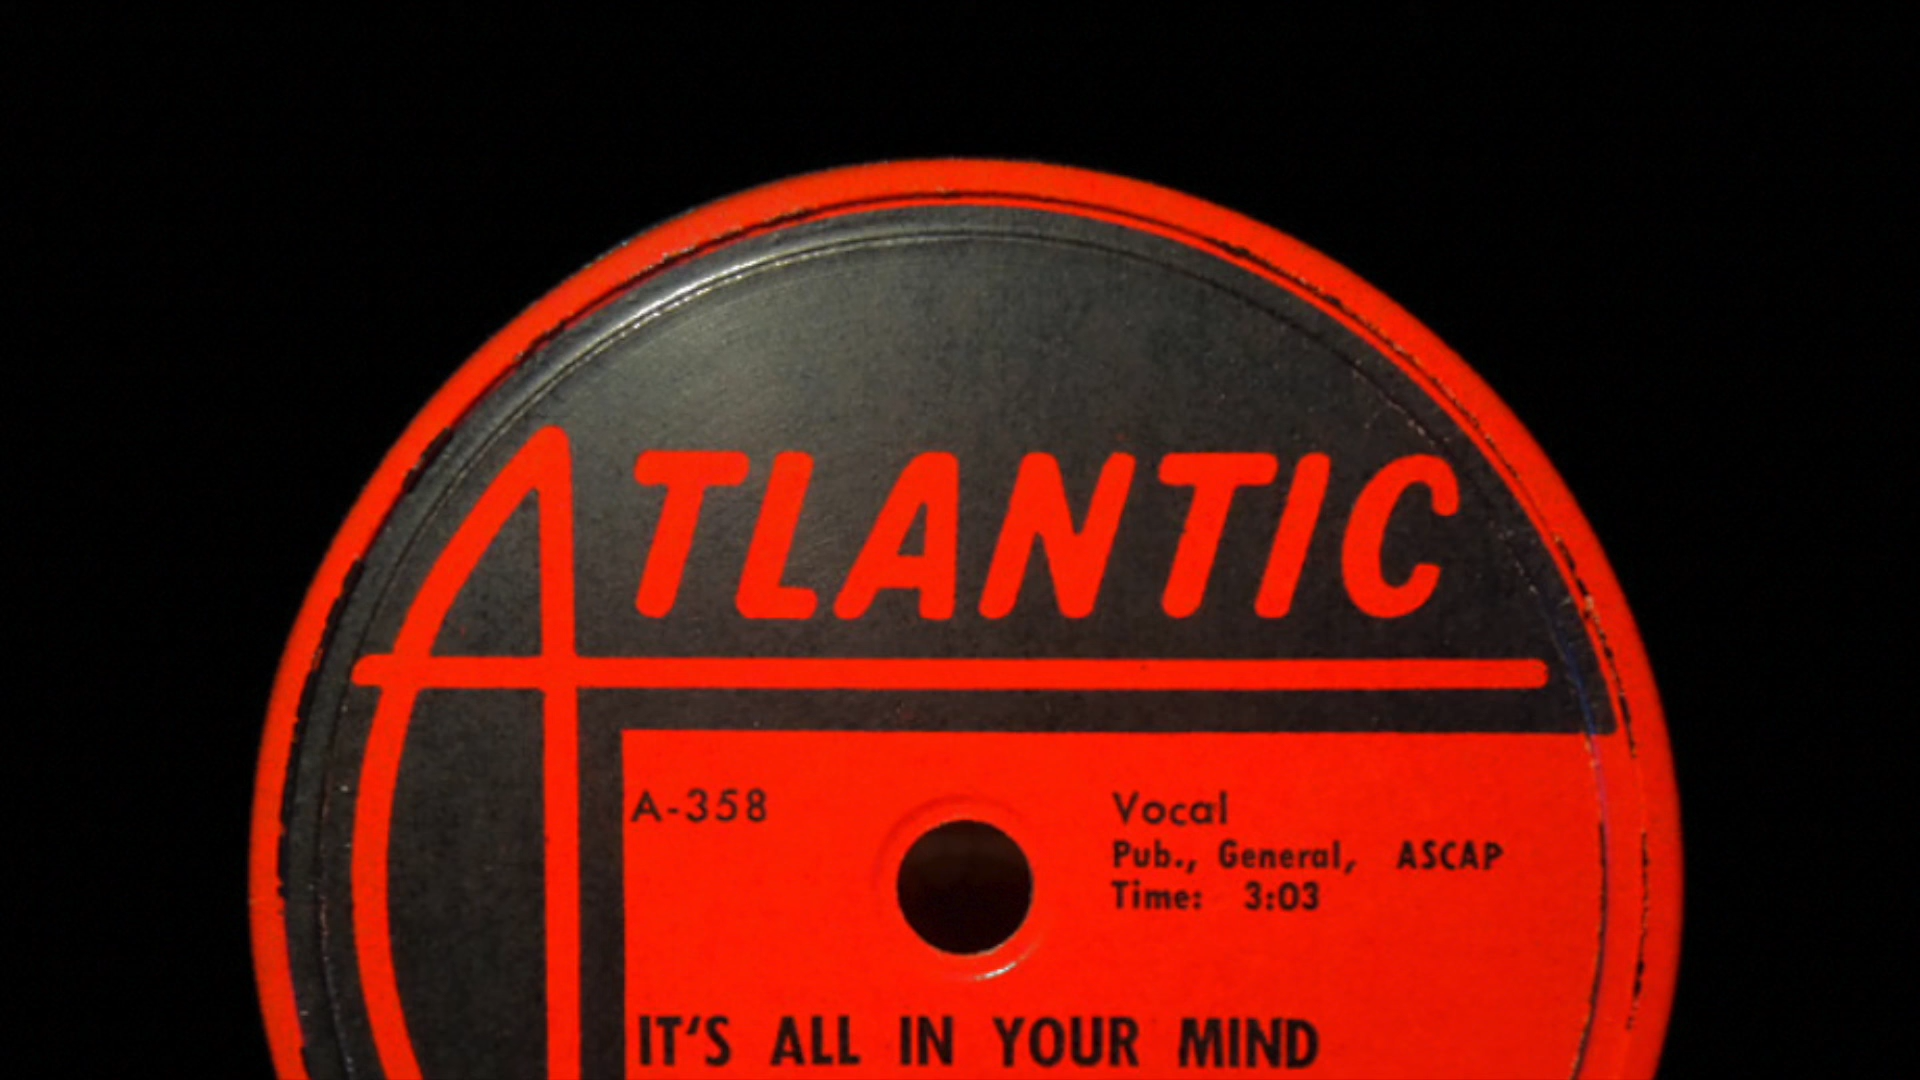 ATLANTIC
A-358
Vocal
Pub., General, ASCAP
Time: 3:03
IT'S ALL IN YOUR MIND